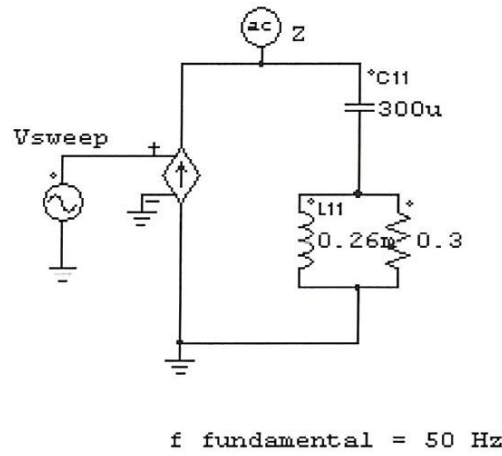 ac
Z
C11
300u
Vsweep
+
-
L11
0.26m
0.3
f fundamental = 50 Hz